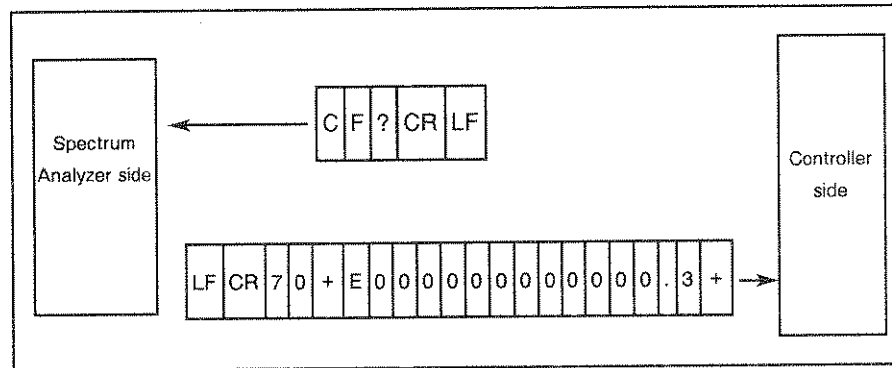 C F ? CR LF
Spectrum
Analyzer side
Controller
side
LF CR 7 0 + E 0 0 0 0 0 0 0 0 0 0 0 0 . 3 +